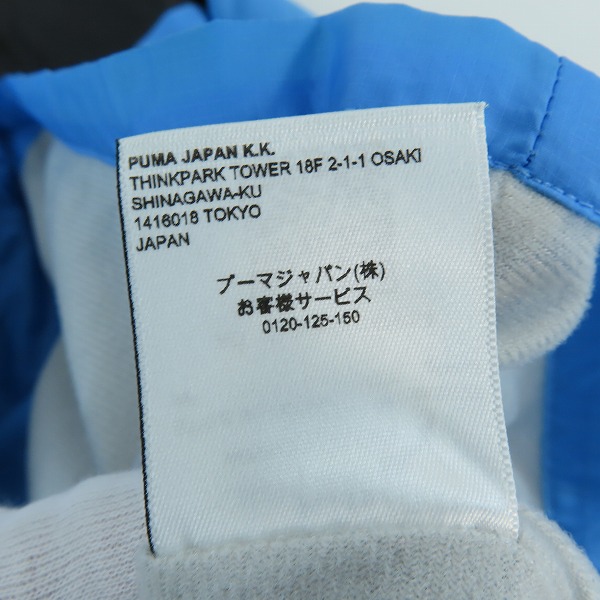 PUMA JAPAN K.K.
THINKPARK TOWER 18F 2-1-1 OSAKI
SHINAGAWA-KU
1416018 TOKYO
JAPAN
プーマジャパン(株)
お客様サービス
0120-125-150